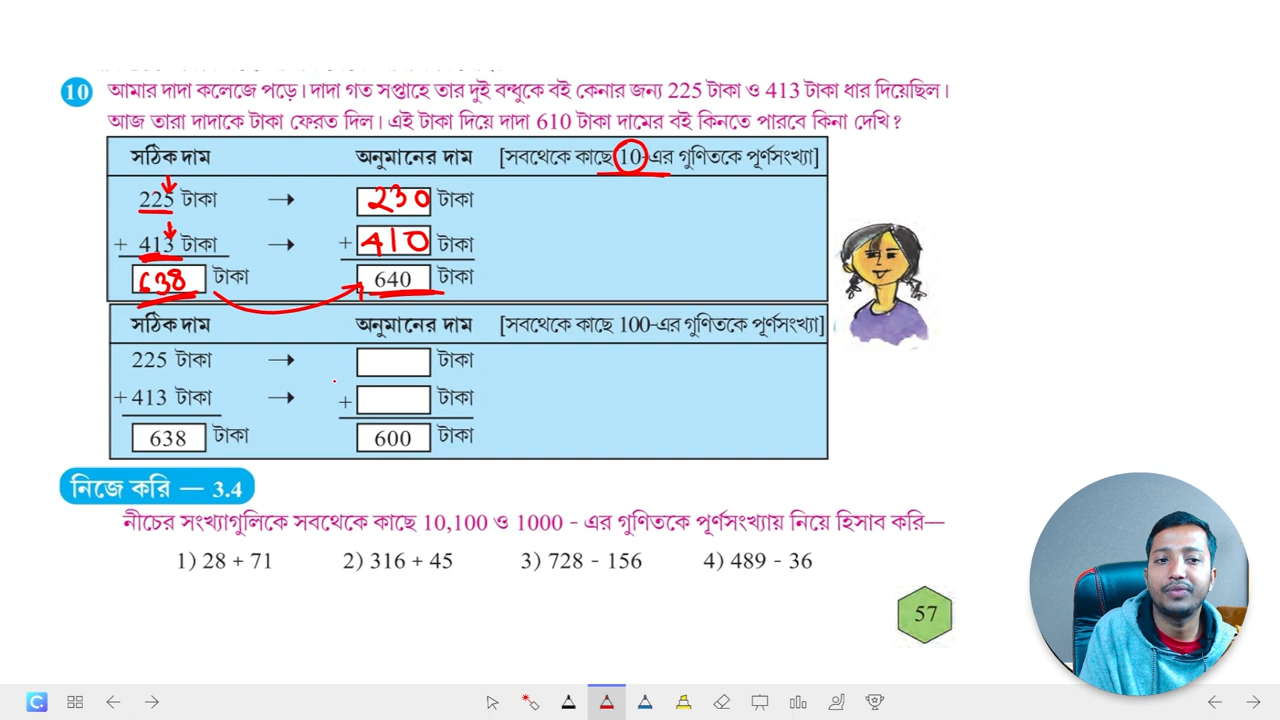 10 আমার দাদা কলেজে পড়ে। দাদা গত সপ্তাহে তার দুই বন্ধুকে বই কেনার জন্য 225 টাকা ও 413 টাকা ধার দিয়েছিল।
আজ তারা দাদাকে টাকা ফেরত দিল। এই টাকা দিয়ে দাদা 610 টাকা দামের বই কিনতে পারবে কিনা দেখি?
সঠিক দাম অনুমানের দাম [সবথেকে কাছে 10-এর গুণিতকে পূর্ণসংখ্যা]
225 টাকা → 230 টাকা
+ 413 টাকা → + 410 টাকা
638 টাকা 640 টাকা
সঠিক দাম অনুমানের দাম [সবথেকে কাছে 100-এর গুণিতকে পূর্ণসংখ্যা]
225 টাকা → টাকা
+ 413 টাকা → + টাকা
638 টাকা 600 টাকা
নিজে করি — 3.4
নীচের সংখ্যাগুলিকে সবথেকে কাছে 10,100 ও 1000 - এর গুণিতকে পূর্ণসংখ্যায় নিয়ে হিসাব করি—
1) 28 + 71 2) 316 + 45 3) 728 - 156 4) 489 - 36
57